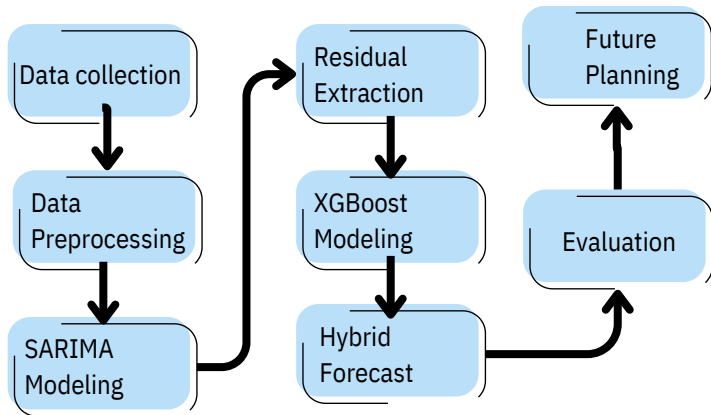 Data collection
Data
Preprocessing
SARIMA
Modeling
Residual
Extraction
XGBoost
Modeling
Hybrid
Forecast
Evaluation
Future
Planning